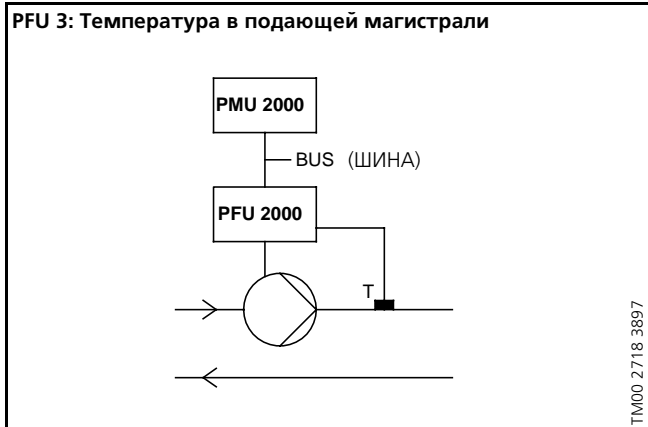 PFU 3: Температура в подающей магистрали
PMU 2000
BUS (ШИНА)
PFU 2000
T
TM00 2718 3897